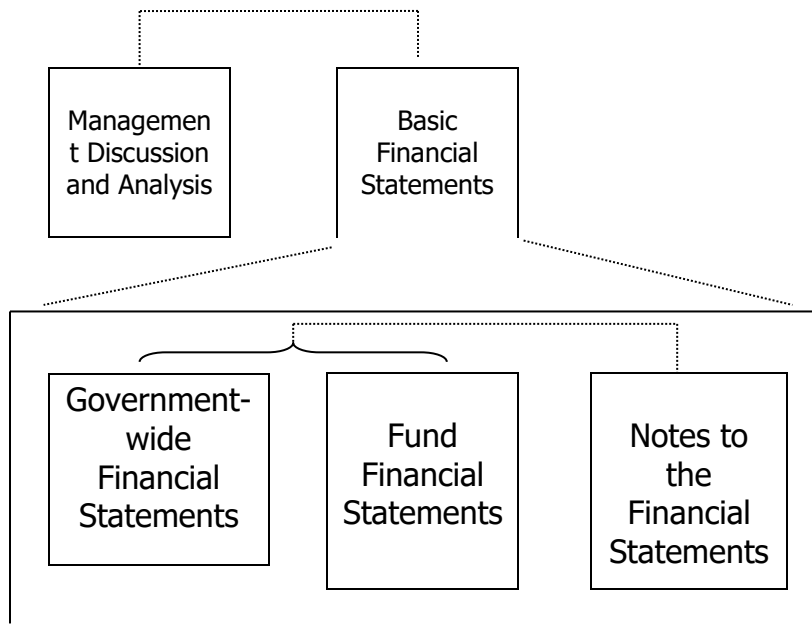 Managemen
t Discussion
and Analysis
Basic
Financial
Statements
Government-
wide
Financial
Statements
Fund
Financial
Statements
Notes to
the
Financial
Statements